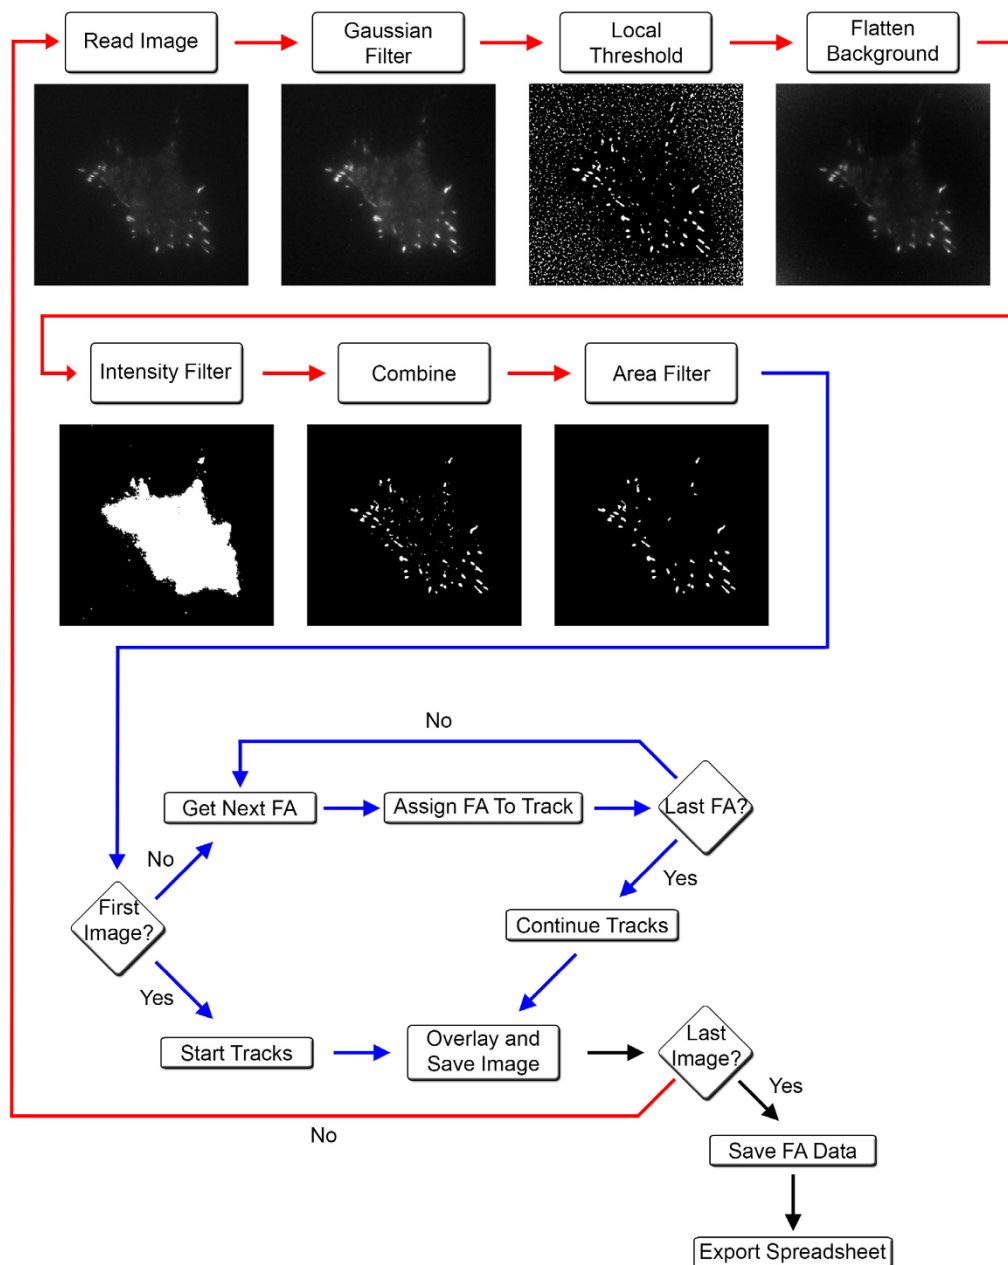 Read Image
Gaussian
Filter
Local
Threshold
Flatten
Background
Intensity Filter
Combine
Area Filter
No
Get Next FA
Assign FA To Track
Last FA?
No
Yes
First
Image?
Continue Tracks
Yes
Start Tracks
Overlay and
Save Image
Last
Image?
Yes
No
Save FA Data
Export Spreadsheet